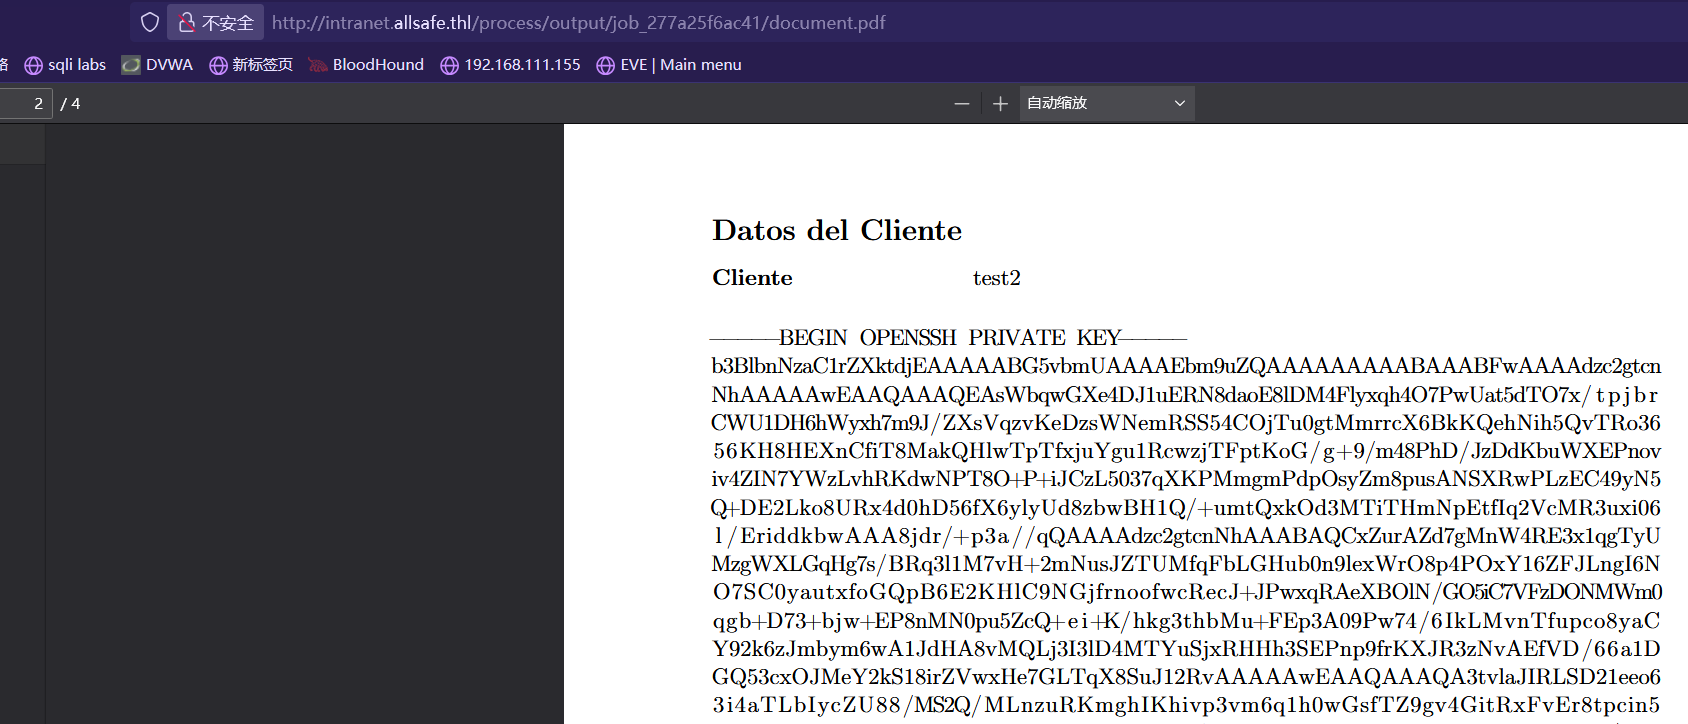 不安全 http://intranet.allsafe.thl/process/output/job_277a25f6ac41/document.pdf
络 sqli labs DVWA 新标签页 BloodHound 192.168.111.155 EVE | Main menu
2 / 4 — + 自动缩放
Datos del Cliente
Cliente test2
-----BEGIN OPENSSH PRIVATE KEY-----
b3BlbnNzaC1rZXktdjEAAAAABG5vbmUAAAAEbm9uZQAAAAAAAAABAAABFwAAAAdzc2gtcn
NhAAAAAwEAAQAAAQEAsWbqwGXe4DJ1uERN8daoE8lDM4Flyxqh4O7PwUat5dTO7x/tpjbr
CWU1DH6hWyxh7m9J/ZXsVqzvKeDzsWNemRSS54COjTu0gtMmrrcX6BkKQehNih5QvTRo36
56KH8HEXnCfiT8MakQHlwTpTfxjuYgu1RcwzjTFptKoG/g+9/m48PhD/JzDdKbuWXEPnov
iv4ZIN7YWzLvhRKdwNPT8O+P+iJCzL5037qXKPMmgmPdpOsyZm8pusANSXRwPLzEC49yN5
Q+DE2Lko8URx4d0hD56fX6ylyUd8zbwBH1Q/+umtQxkOd3MTiTHmNpEtfIq2VcMR3uxi06
l/EriddkbwAAA8jdr/+p3a//qQAAAAdzc2gtcnNhAAABAQCxZurAZd7gMnW4RE3x1qgTyU
MzgWXLGqHg7s/BRq3l1M7vH+2mNusJZTUMfqFbLGHub0n9lexWrO8p4POxY16ZFJLngI6N
O7SC0yautxfoGQpB6E2KHlC9NGjfrnoofwcRecJ+JPwxqRAeXBOlN/GO5iC7VFzDONMWm0
qgb+D73+bjw+EP8nMN0pu5ZcQ+ei+K/hkg3thbMu+FEp3A09Pw74/6IkLMvnTfupco8yaC
Y92k6zJmbym6wA1JdHA8vMQLj3I3lD4MTYuSjxRHHh3SEPnp9frKXJR3zNvAEfVD/66a1D
GQ53cxOJMeY2kS18irZVwxHe7GLTqX8SuJ12RvAAAAAwEAAQAAAQA3tvlaJIRLSD21eeo6
3i4aTLbIycZU88/MS2Q/MLnzuRKmghIKhivp3vm6q1h0wGsfTZ9gv4GitRxFvEr8tpcin5